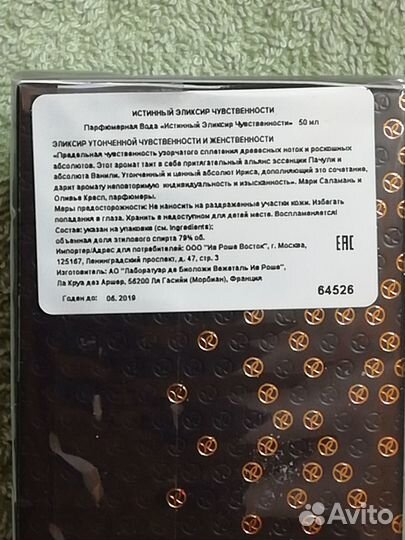 ИСТИННЫЙ ЭЛИКСИР ЧУВСТВЕННОСТИ
Парфюмерная Вода «Истинный Эликсир Чувственности» 50 мл
ЭЛИКСИР УТОНЧЕННОЙ ЧУВСТВЕННОСТИ И ЖЕНСТВЕННОСТИ
«Предельная чувственность узорчатого сплетения древесных ноток и роскошных
абсолютов. Этот аромат таит в себе притягательный альянс эссенции Пачули и
абсолюта Ванили. Утонченный и ценный абсолют Ириса, дополняющий это сочетание,
дарит аромату неповторимую индивидуальность и изысканность». Мари Саламань и
Оливье Кресп, парфюмеры.
Меры предосторожности: Не наносить на раздраженные участки кожи. Избегать
попадания в глаза. Хранить в недоступном для детей месте. Воспламеняется!
Состав: указан на упаковке (см. Ingredients);
объемная доля этилового спирта 79% об.
Импортер/Адрес для потребителей: ООО "Ив Роше Восток", г. Москва,
125167, Ленинградский проспект, д. 47, стр. 3
Изготовитель: АО "Лаборатуар де Биоложи Вежеталь Ив Роше",
Ла Круа дез Аршер, 56200 Ля Гасийи (Морбиан), Франция
EAC
Годен до: 06. 2019
64526
Avito